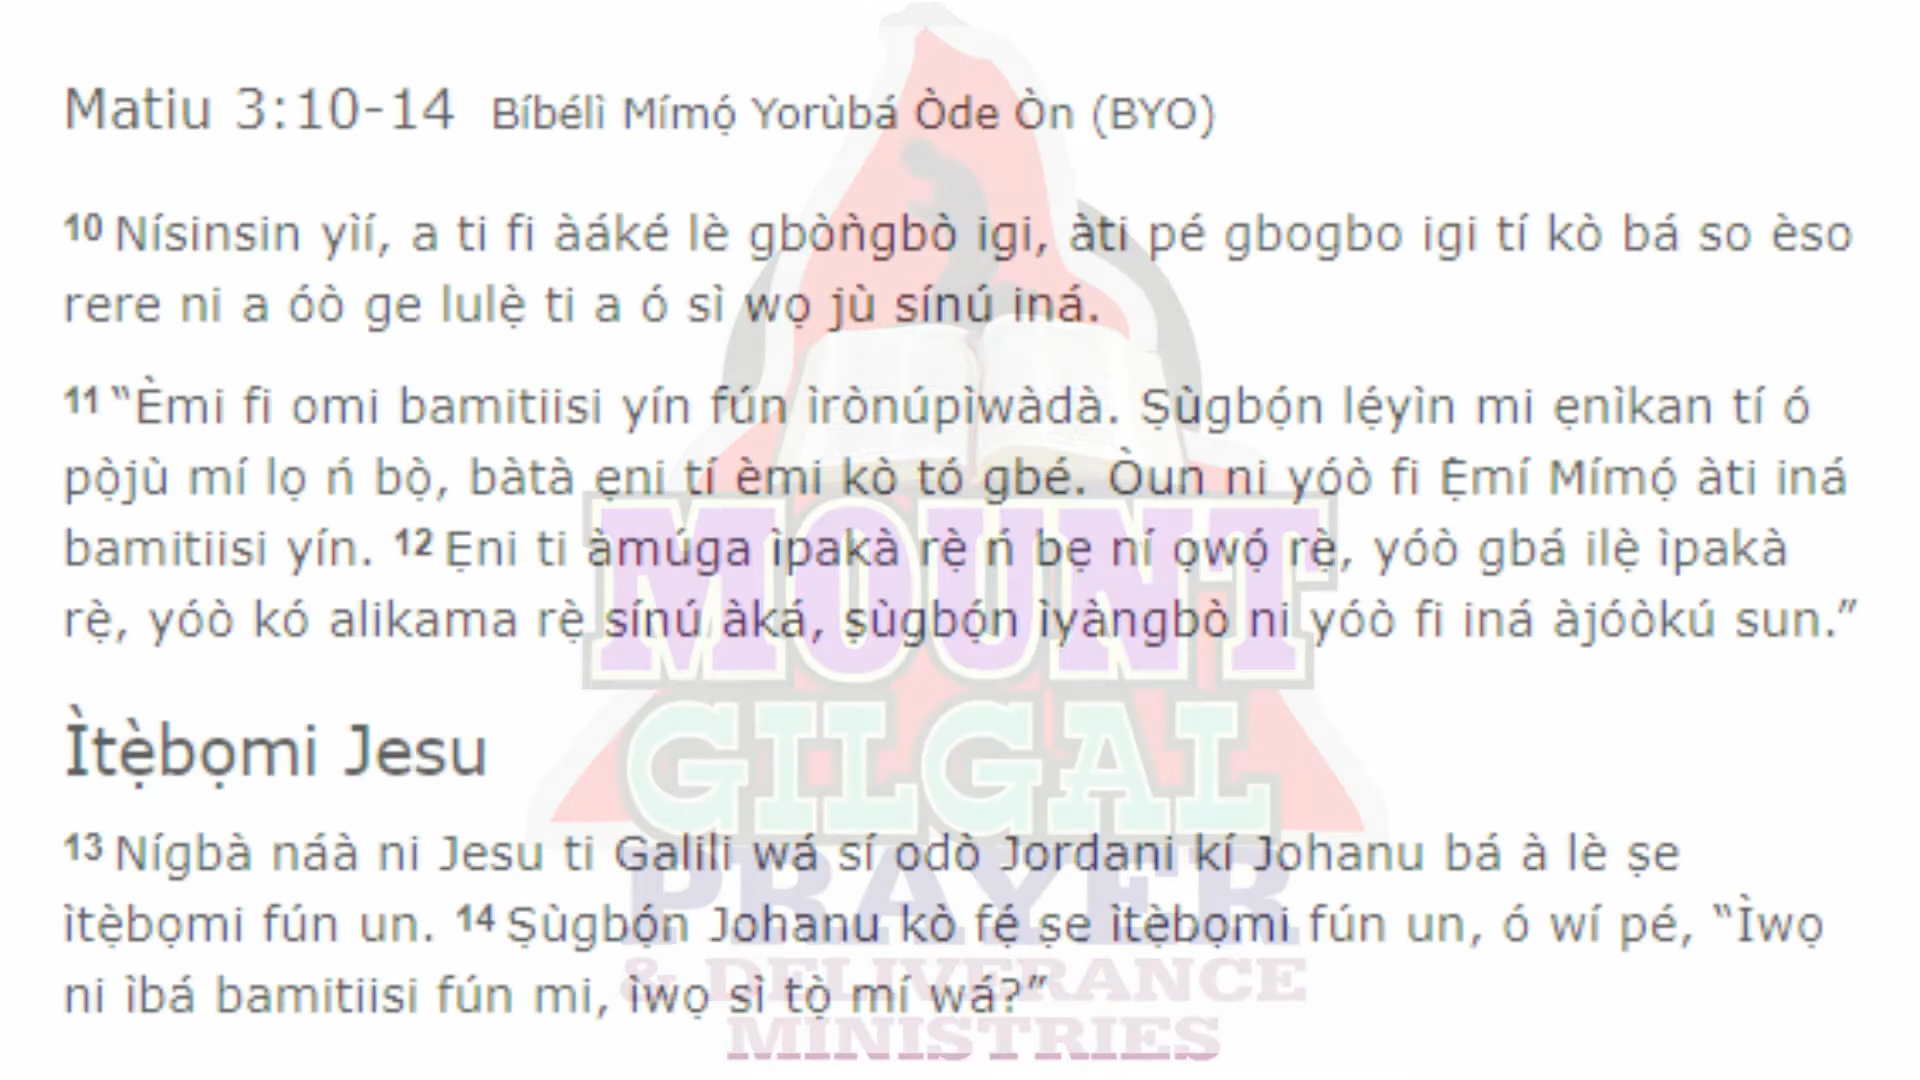 Matiu 3:10-14 Bíbélì Mímọ́ Yorùbá Òde Òn (BYO)
10 Nísinsin yìí, a ti fi àáké lè gbòǹgbò igi, àti pé gbogbo igi tí kò bá so èso
rere ni a óò ge lulẹ̀ ti a ó sì wọ jù sínú iná.
11 “Èmi fi omi bamitiisi yín fún ìrònúpìwàdà. Ṣùgbọ́n lẹ́yìn mi ẹnìkan tí ó
pọ̀jù mí lọ ń bọ̀, bàtà ẹni tí èmi kò tó gbé. Òun ni yóò fi Ẹ̀mí Mímọ́ àti iná
bamitiisi yín. 12 Ẹni ti àmúga ìpakà rẹ̀ ń bẹ ní ọwọ́ rẹ̀, yóò gbá ilẹ̀ ìpakà
rẹ̀, yóò kó alikama rẹ̀ sínú àká, ṣùgbọ́n ìyàngbò ni yóò fi iná àjóòkú sun.”
Ìtẹ̀bọmi Jesu
13 Nígbà náà ni Jesu ti Galili wá sí odò Jordani kí Johanu bá à lè ṣe
ìtẹ̀bọmi fún un. 14 Ṣùgbọ́n Johanu kò fẹ́ ṣe ìtẹ̀bọmi fún un, ó wí pé, “Ìwọ
ni ìbá bamitiisi fún mi, ìwọ sì tọ̀ mí wá?”
MOUNT
GILGAL
PRAYER
& DELIVERANCE
MINISTRIES